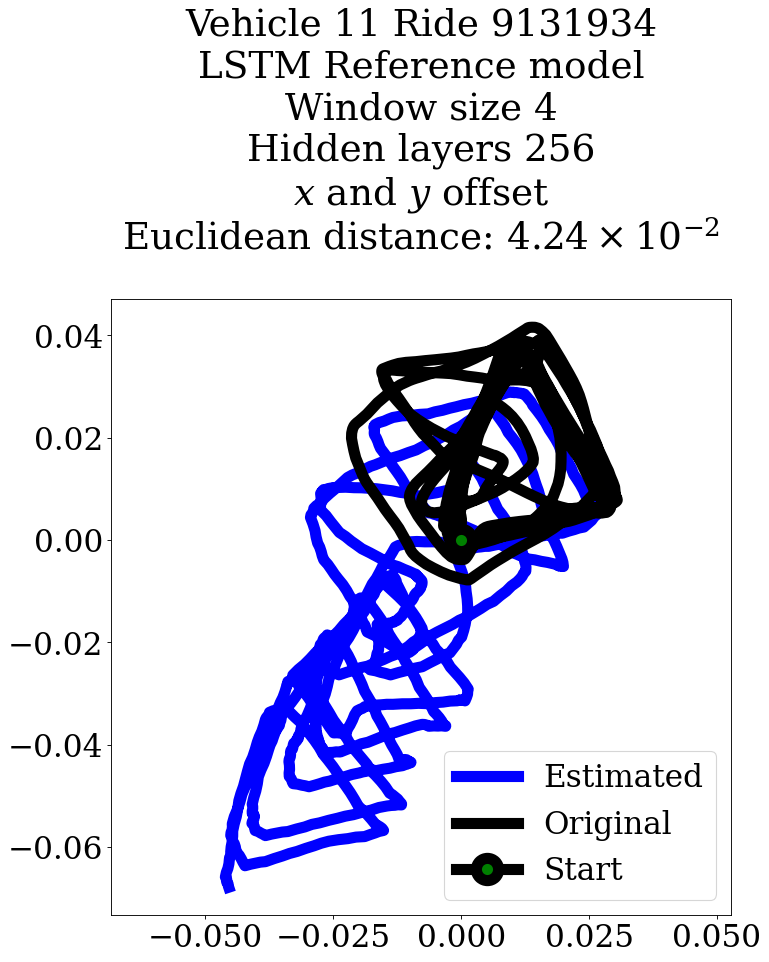 Vehicle 11 Ride 9131934
LSTM Reference model
Window size 4
Hidden layers 256
x and y offset
Euclidean distance: 4.24 × 10⁻²
0.04
0.02
0.00
−0.02
−0.04
−0.06
Estimated
Original
Start
−0.050 −0.025 0.000 0.025 0.050